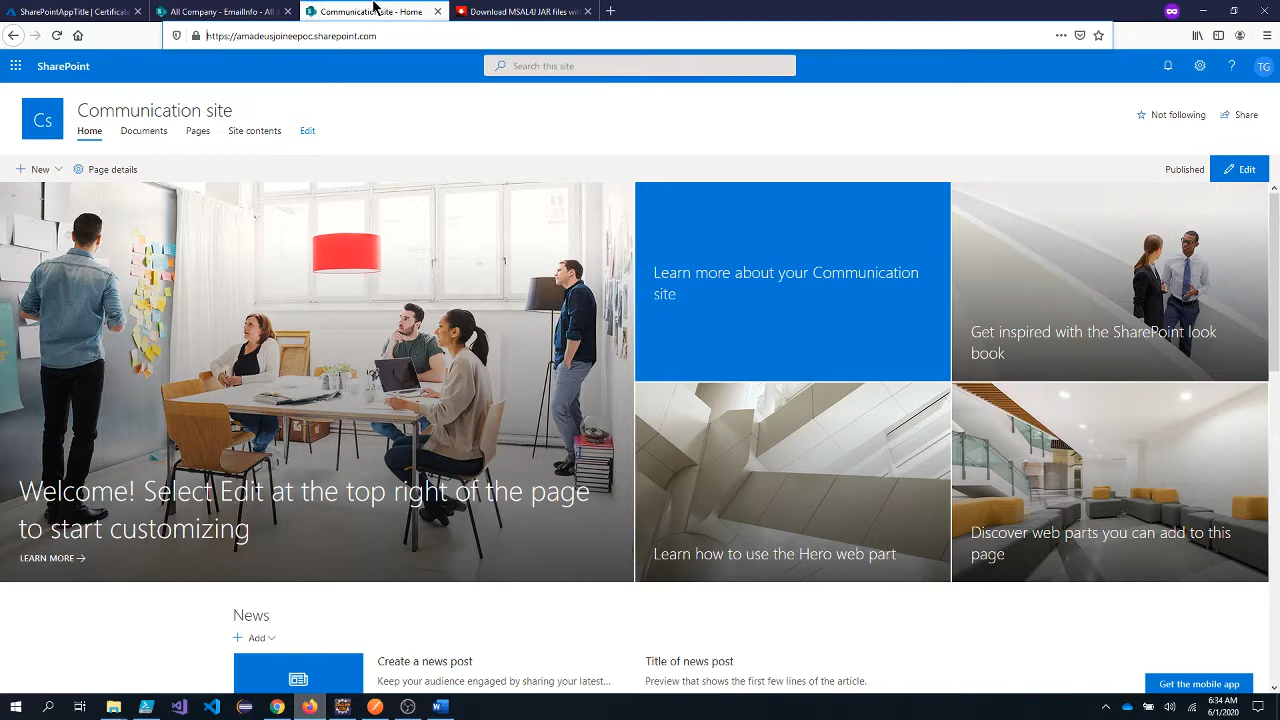 SharePointAppTitle | Certificat
All Company - EmailInfo - All
Communication site - Home
Download MSAL4J JAR files wit
https://amadeusjoineepoc.sharepoint.com
SharePoint
Search this site
TG
Cs
Communication site
Home
Documents
Pages
Site contents
Edit
Not following
Share
New
Page details
Published
Edit
Welcome! Select Edit at the top right of the page
to start customizing
LEARN MORE
Learn more about your Communication
site
Get inspired with the SharePoint look
book
Learn how to use the Hero web part
Discover web parts you can add to this
page
News
Add
Create a news post
Keep your audience engaged by sharing your latest...
Title of news post
Preview that shows the first few lines of the article.
Get the mobile app
6:34 AM
6/1/2020